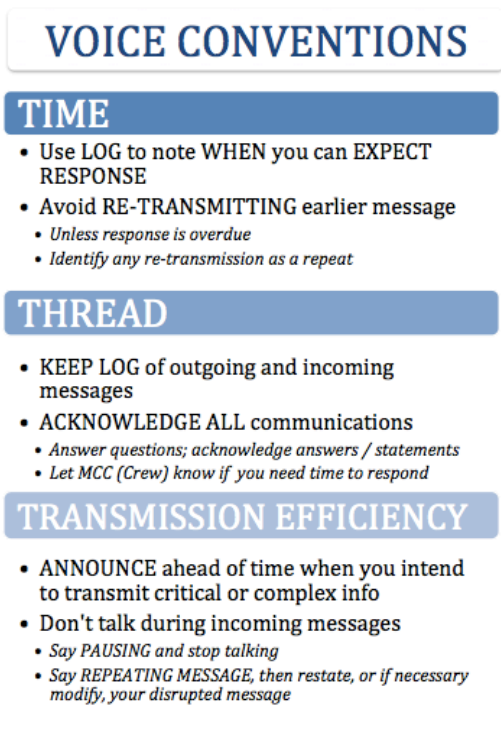 VOICE CONVENTIONS
TIME
• Use LOG to note WHEN you can EXPECT
RESPONSE
• Avoid RE-TRANSMITTING earlier message
• Unless response is overdue
• Identify any re-transmission as a repeat
THREAD
• KEEP LOG of outgoing and incoming
messages
• ACKNOWLEDGE ALL communications
• Answer questions; acknowledge answers / statements
• Let MCC (Crew) know if you need time to respond
TRANSMISSION EFFICIENCY
• ANNOUNCE ahead of time when you intend
to transmit critical or complex info
• Don't talk during incoming messages
• Say PAUSING and stop talking
• Say REPEATING MESSAGE, then restate, or if necessary
modify, your disrupted message